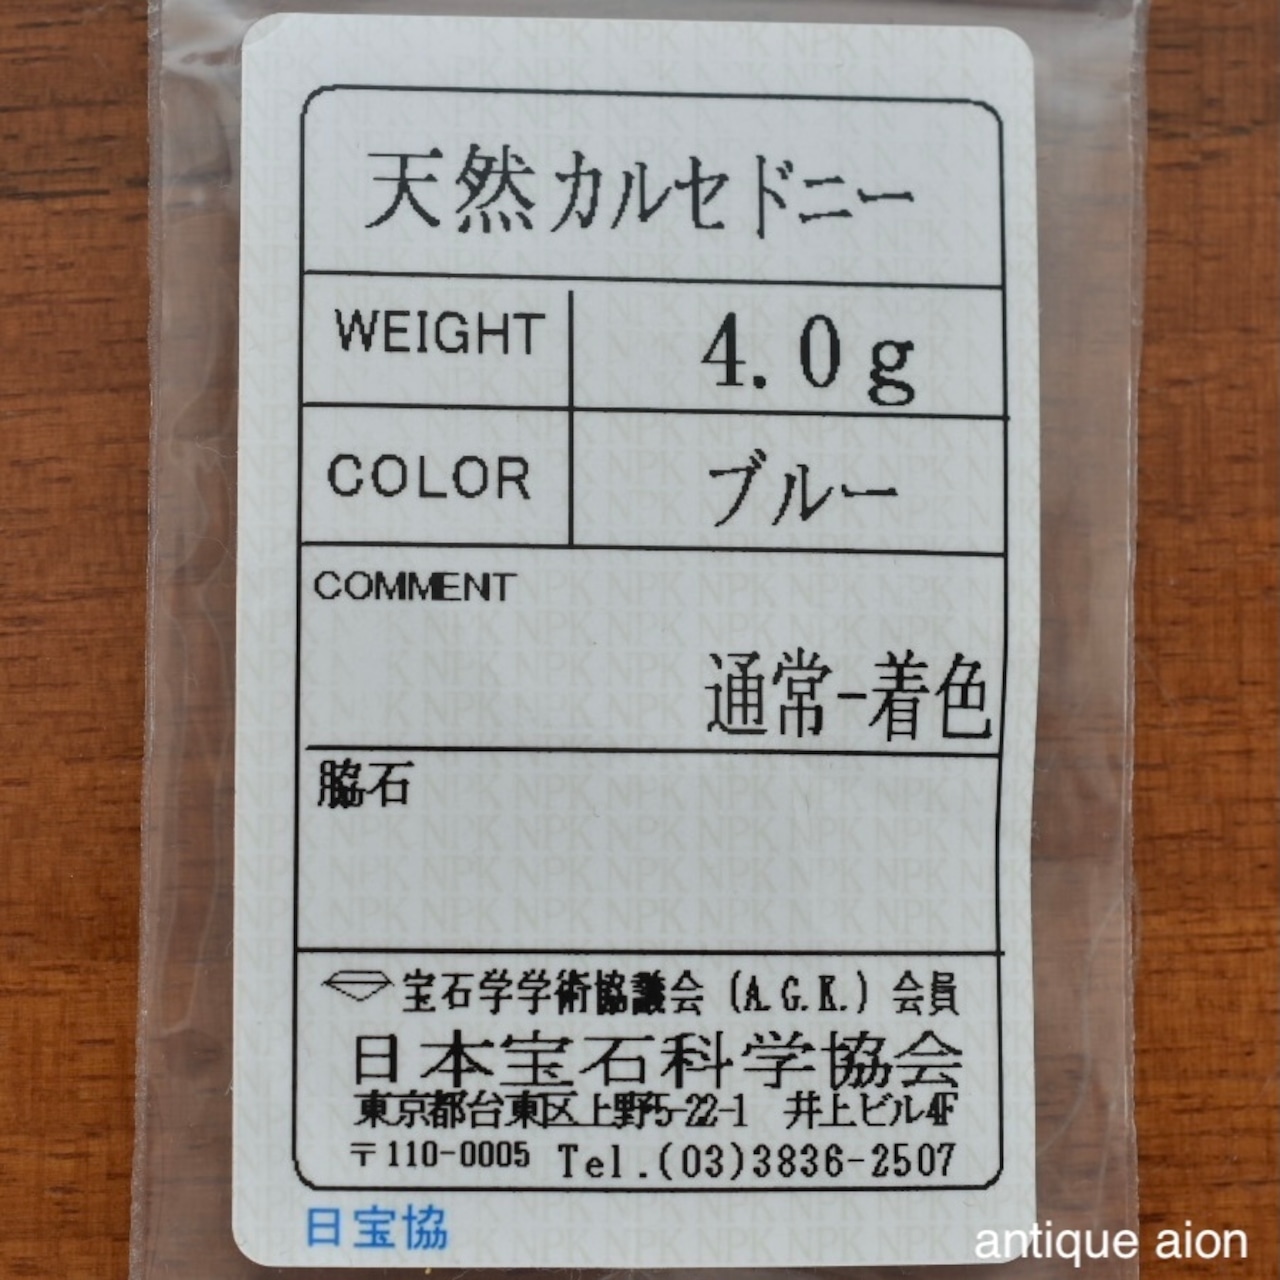 天然カルセドニー
WEIGHT 4.0g
COLOR ブルー
COMMENT
通常-着色
脇石
宝石学学術協議会 (A.G.K.) 会員
日本宝石科学協会
東京都台東区上野5-22-1 井上ビル4F
〒110-0005 Tel.(03)3836-2507
日宝協
antique aion